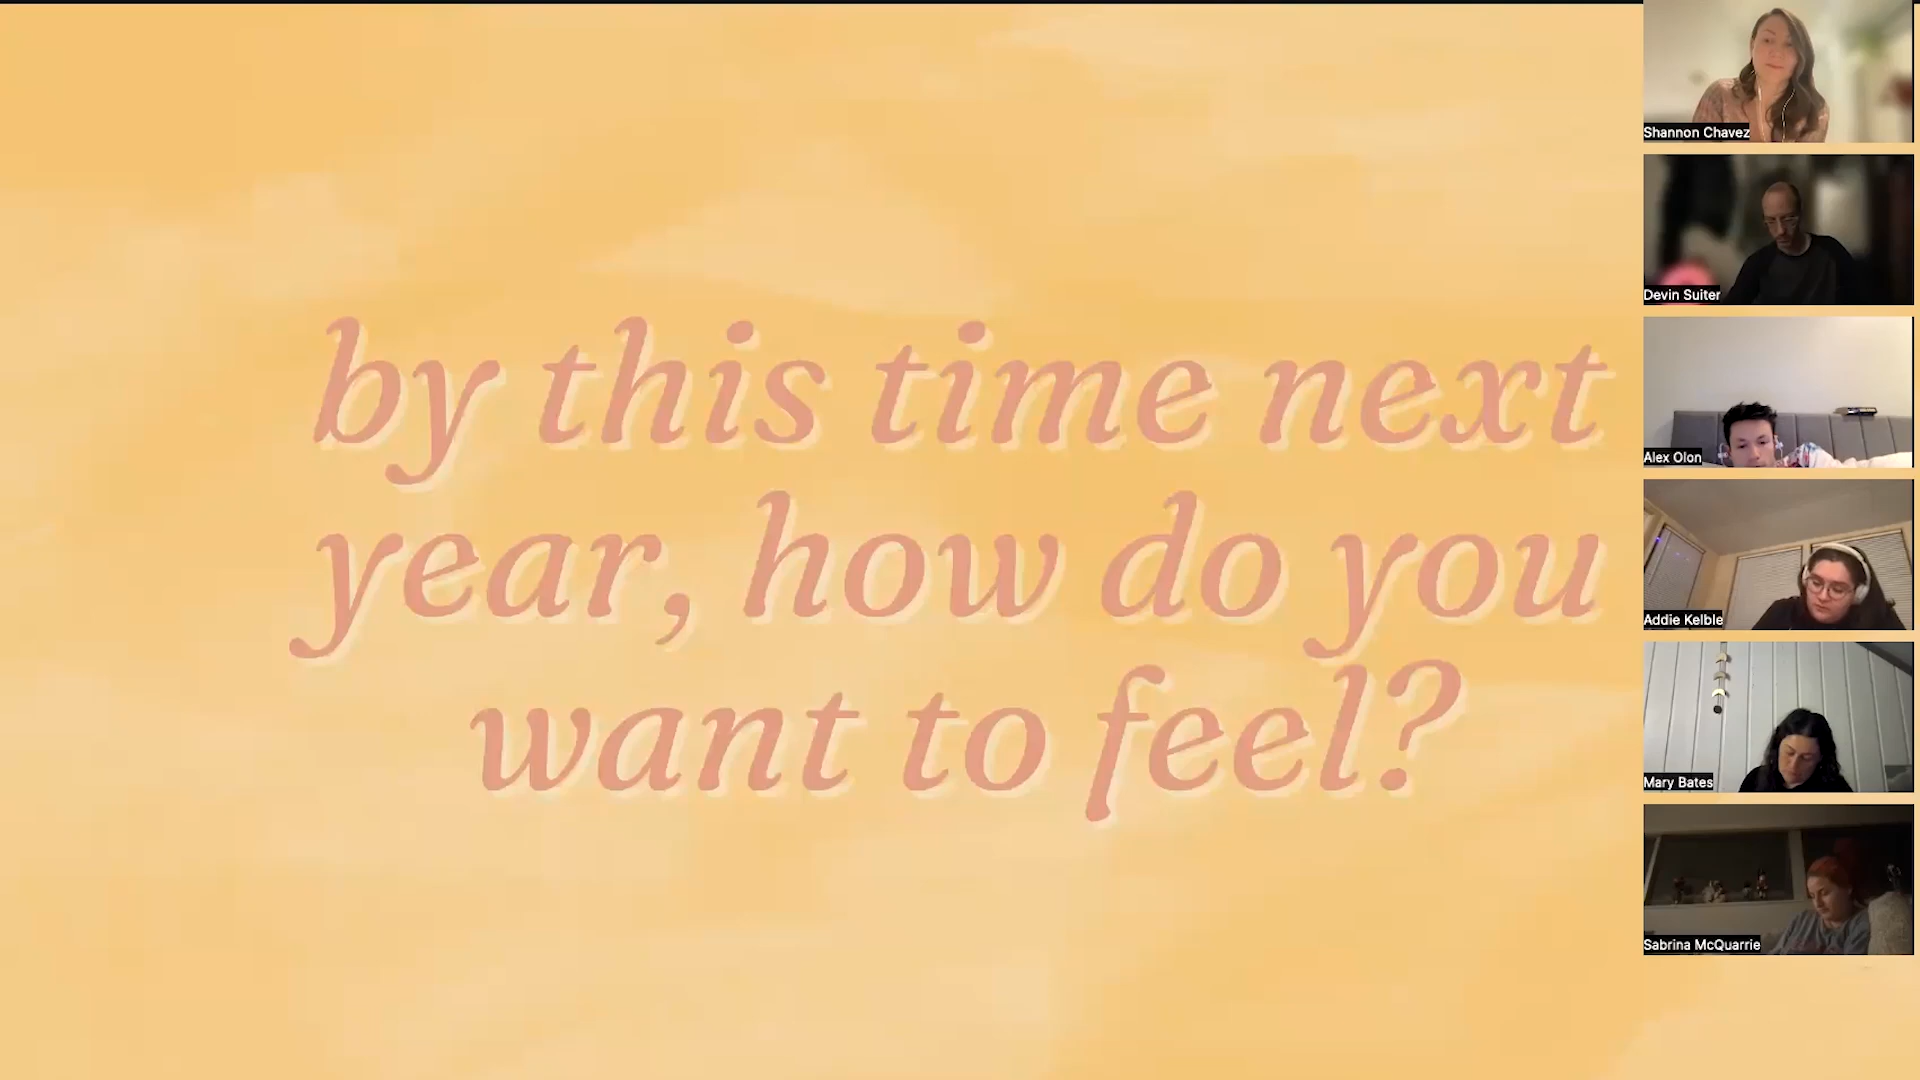 by this time next
year, how do you
want to feel?
Shannon Chavez
Devin Suiter
Alex Olon
Addie Kelble
Mary Bates
Sabrina McQuarrie